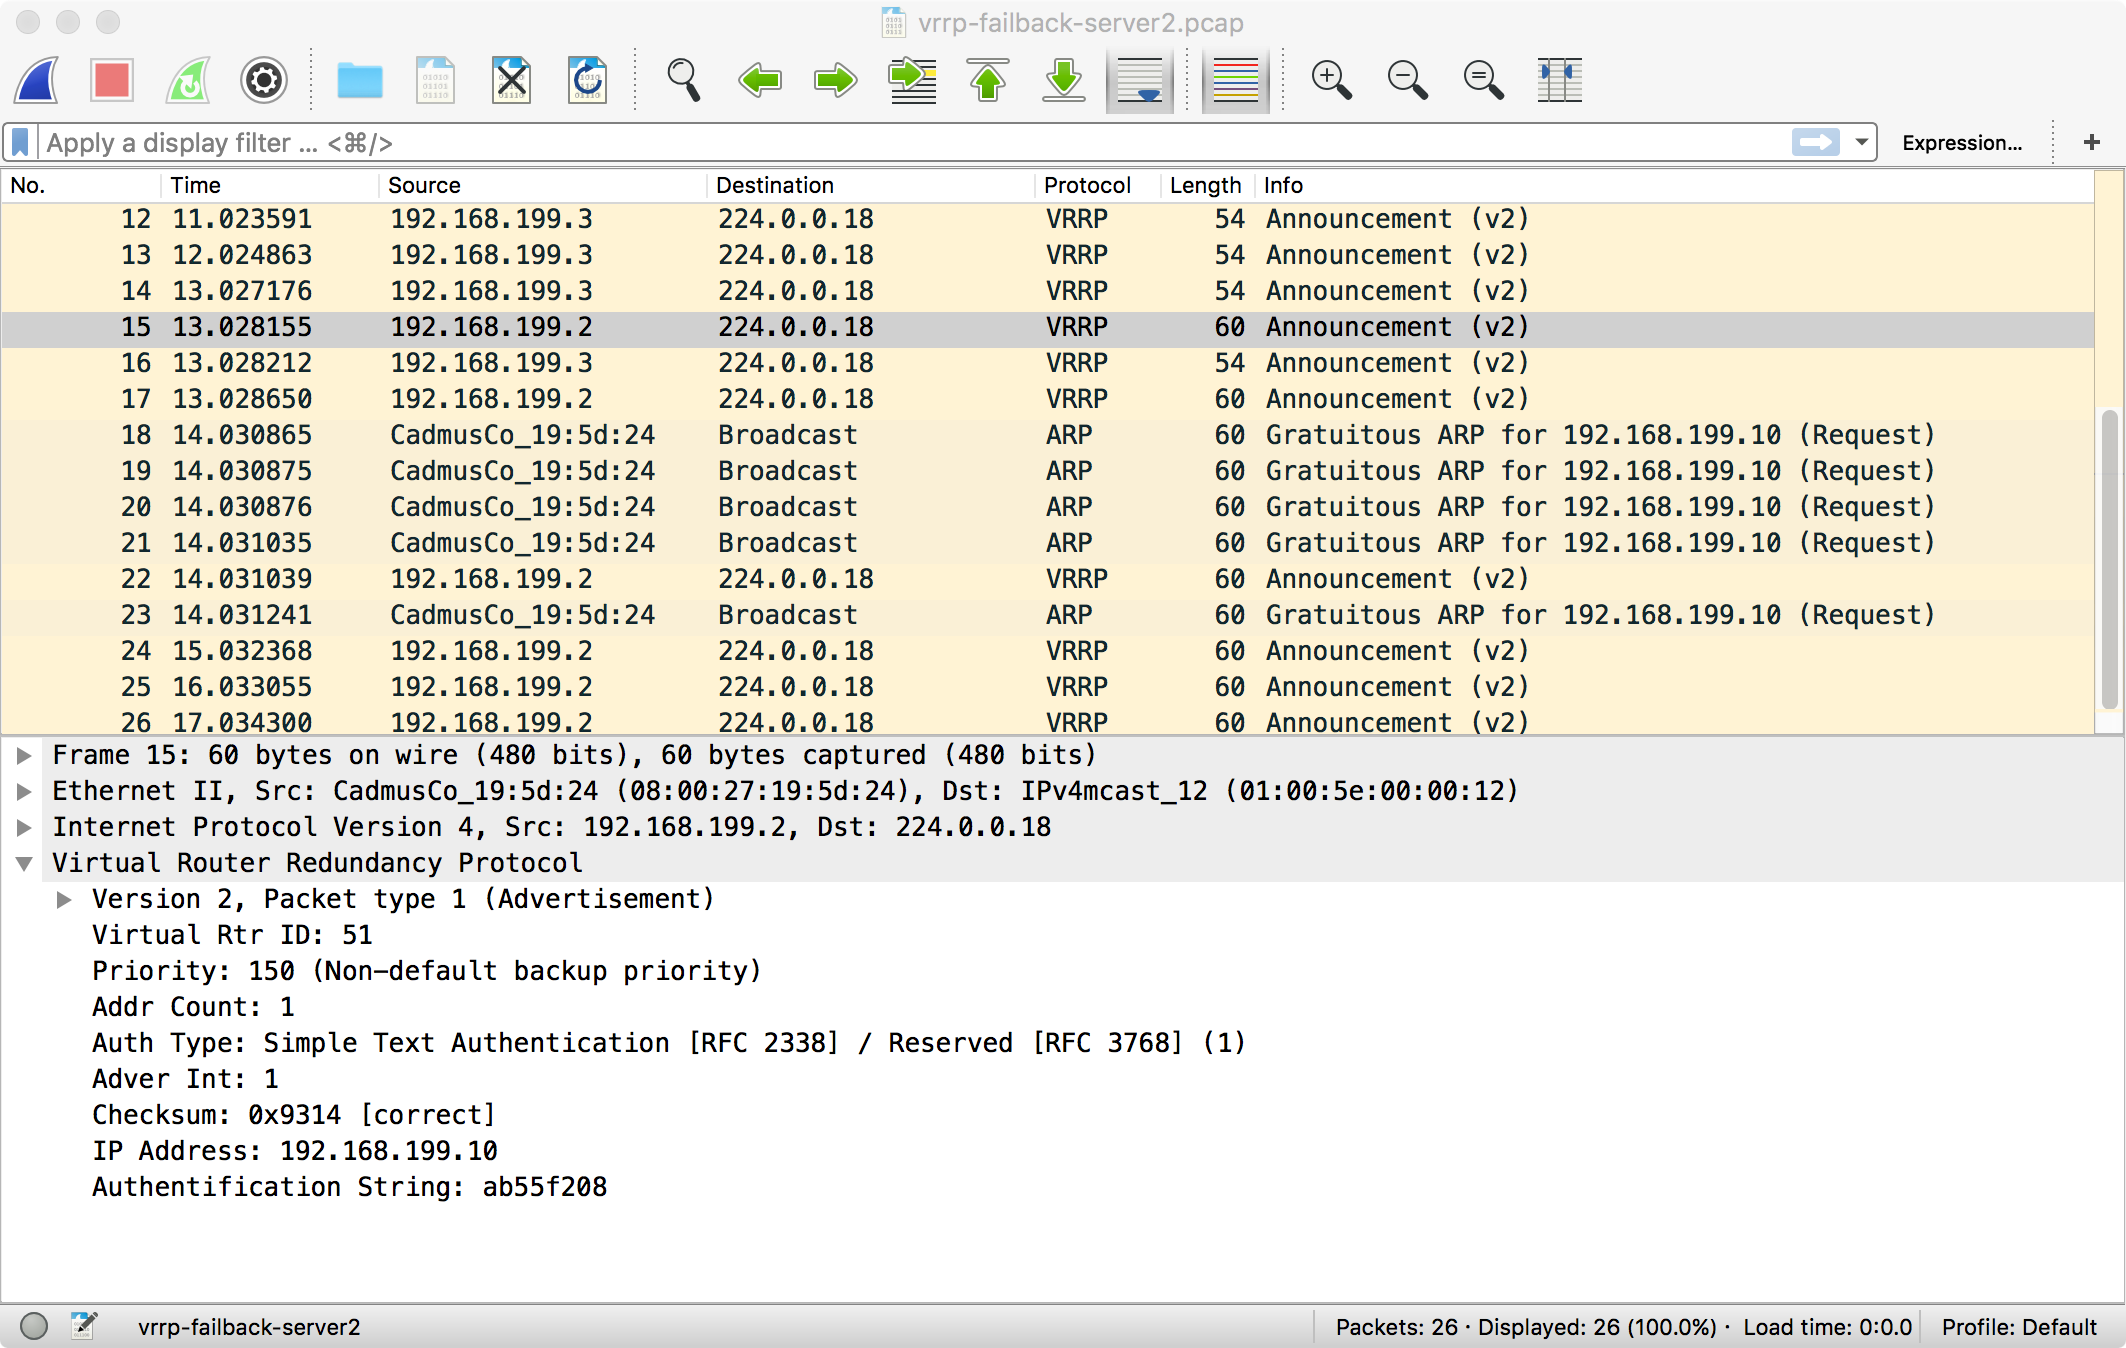 vrrp-failback-server2.pcap
Apply a display filter ... <⌘/>
Expression...
+
No. Time Source Destination Protocol Length Info
12 11.023591 192.168.199.3 224.0.0.18 VRRP 54 Announcement (v2)
13 12.024863 192.168.199.3 224.0.0.18 VRRP 54 Announcement (v2)
14 13.027176 192.168.199.3 224.0.0.18 VRRP 54 Announcement (v2)
15 13.028155 192.168.199.2 224.0.0.18 VRRP 60 Announcement (v2)
16 13.028212 192.168.199.3 224.0.0.18 VRRP 54 Announcement (v2)
17 13.028650 192.168.199.2 224.0.0.18 VRRP 60 Announcement (v2)
18 14.030865 CadmusCo_19:5d:24 Broadcast ARP 60 Gratuitous ARP for 192.168.199.10 (Request)
19 14.030875 CadmusCo_19:5d:24 Broadcast ARP 60 Gratuitous ARP for 192.168.199.10 (Request)
20 14.030876 CadmusCo_19:5d:24 Broadcast ARP 60 Gratuitous ARP for 192.168.199.10 (Request)
21 14.031035 CadmusCo_19:5d:24 Broadcast ARP 60 Gratuitous ARP for 192.168.199.10 (Request)
22 14.031039 192.168.199.2 224.0.0.18 VRRP 60 Announcement (v2)
23 14.031241 CadmusCo_19:5d:24 Broadcast ARP 60 Gratuitous ARP for 192.168.199.10 (Request)
24 15.032368 192.168.199.2 224.0.0.18 VRRP 60 Announcement (v2)
25 16.033055 192.168.199.2 224.0.0.18 VRRP 60 Announcement (v2)
26 17.034300 192.168.199.2 224.0.0.18 VRRP 60 Announcement (v2)
Frame 15: 60 bytes on wire (480 bits), 60 bytes captured (480 bits)
Ethernet II, Src: CadmusCo_19:5d:24 (08:00:27:19:5d:24), Dst: IPv4mcast_12 (01:00:5e:00:00:12)
Internet Protocol Version 4, Src: 192.168.199.2, Dst: 224.0.0.18
Virtual Router Redundancy Protocol
Version 2, Packet type 1 (Advertisement)
Virtual Rtr ID: 51
Priority: 150 (Non-default backup priority)
Addr Count: 1
Auth Type: Simple Text Authentication [RFC 2338] / Reserved [RFC 3768] (1)
Adver Int: 1
Checksum: 0x9314 [correct]
IP Address: 192.168.199.10
Authentification String: ab55f208
vrrp-failback-server2
Packets: 26 · Displayed: 26 (100.0%) · Load time: 0:0.0
Profile: Default